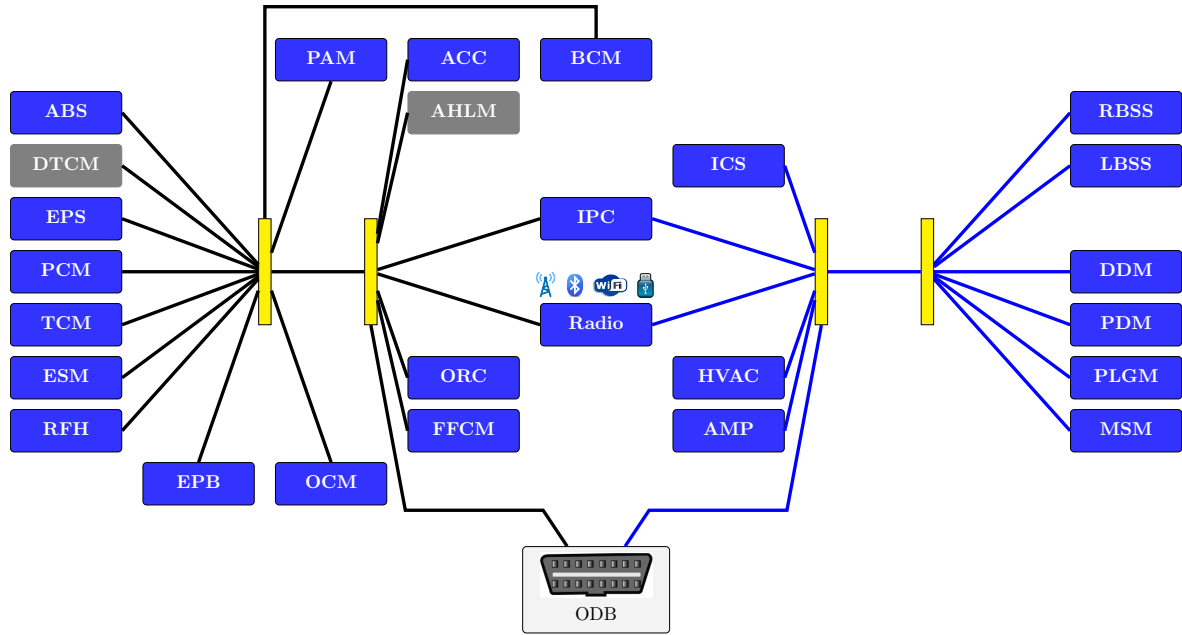 PAM
ACC
BCM
ABS
AHLM
RBSS
DTCM
ICS
LBSS
EPS
IPC
PCM
WiFi
DDM
TCM
Radio
PDM
ESM
ORC
HVAC
PLGM
RFH
FFCM
AMP
MSM
EPB
OCM
ODB